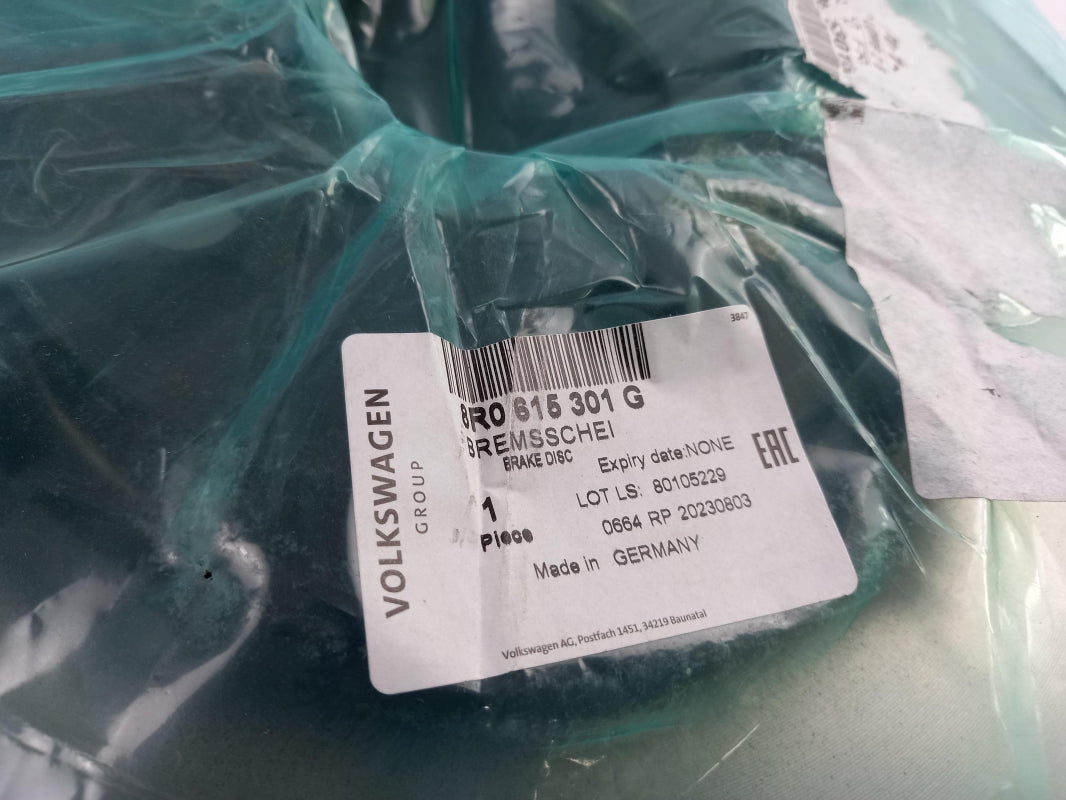 3847
8R0 615 301 G
BREMSSCHEI
BRAKE DISC
Expiry date:NONE
EAC
LOT LS: 80105229
1
Piece
0664 RP 20230803
Made in GERMANY
VOLKSWAGEN
GROUP
Volkswagen AG, Postfach 1451, 34219 Baunatal